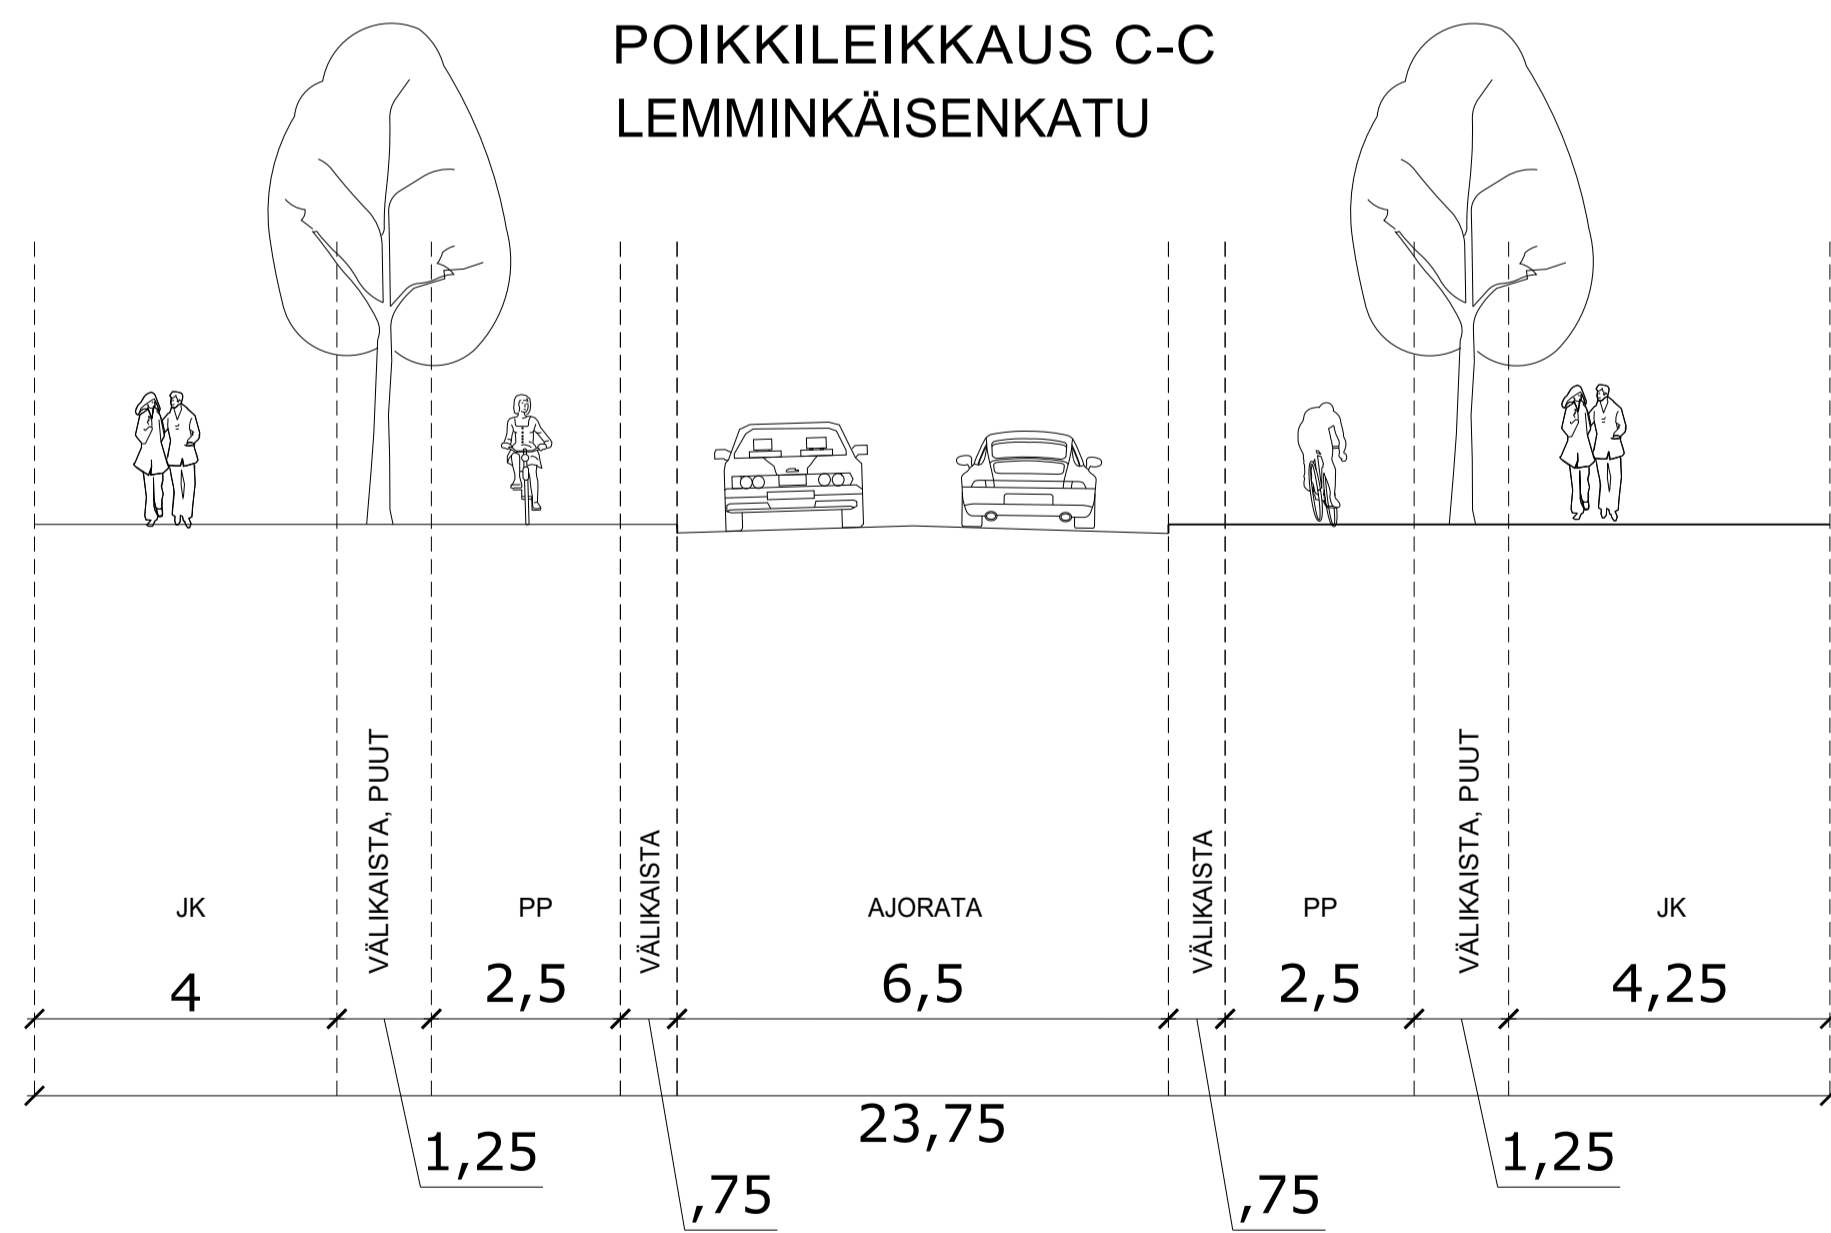 POIKKILEIKKAUS C-C
LEMMINKÄISENKATU
JK
VÄLIKAISTA, PUUT
PP
VÄLIKAISTA
AJORATA
VÄLIKAISTA
PP
VÄLIKAISTA, PUUT
JK
4
2,5
6,5
2,5
4,25
23,75
1,25
,75
,75
1,25